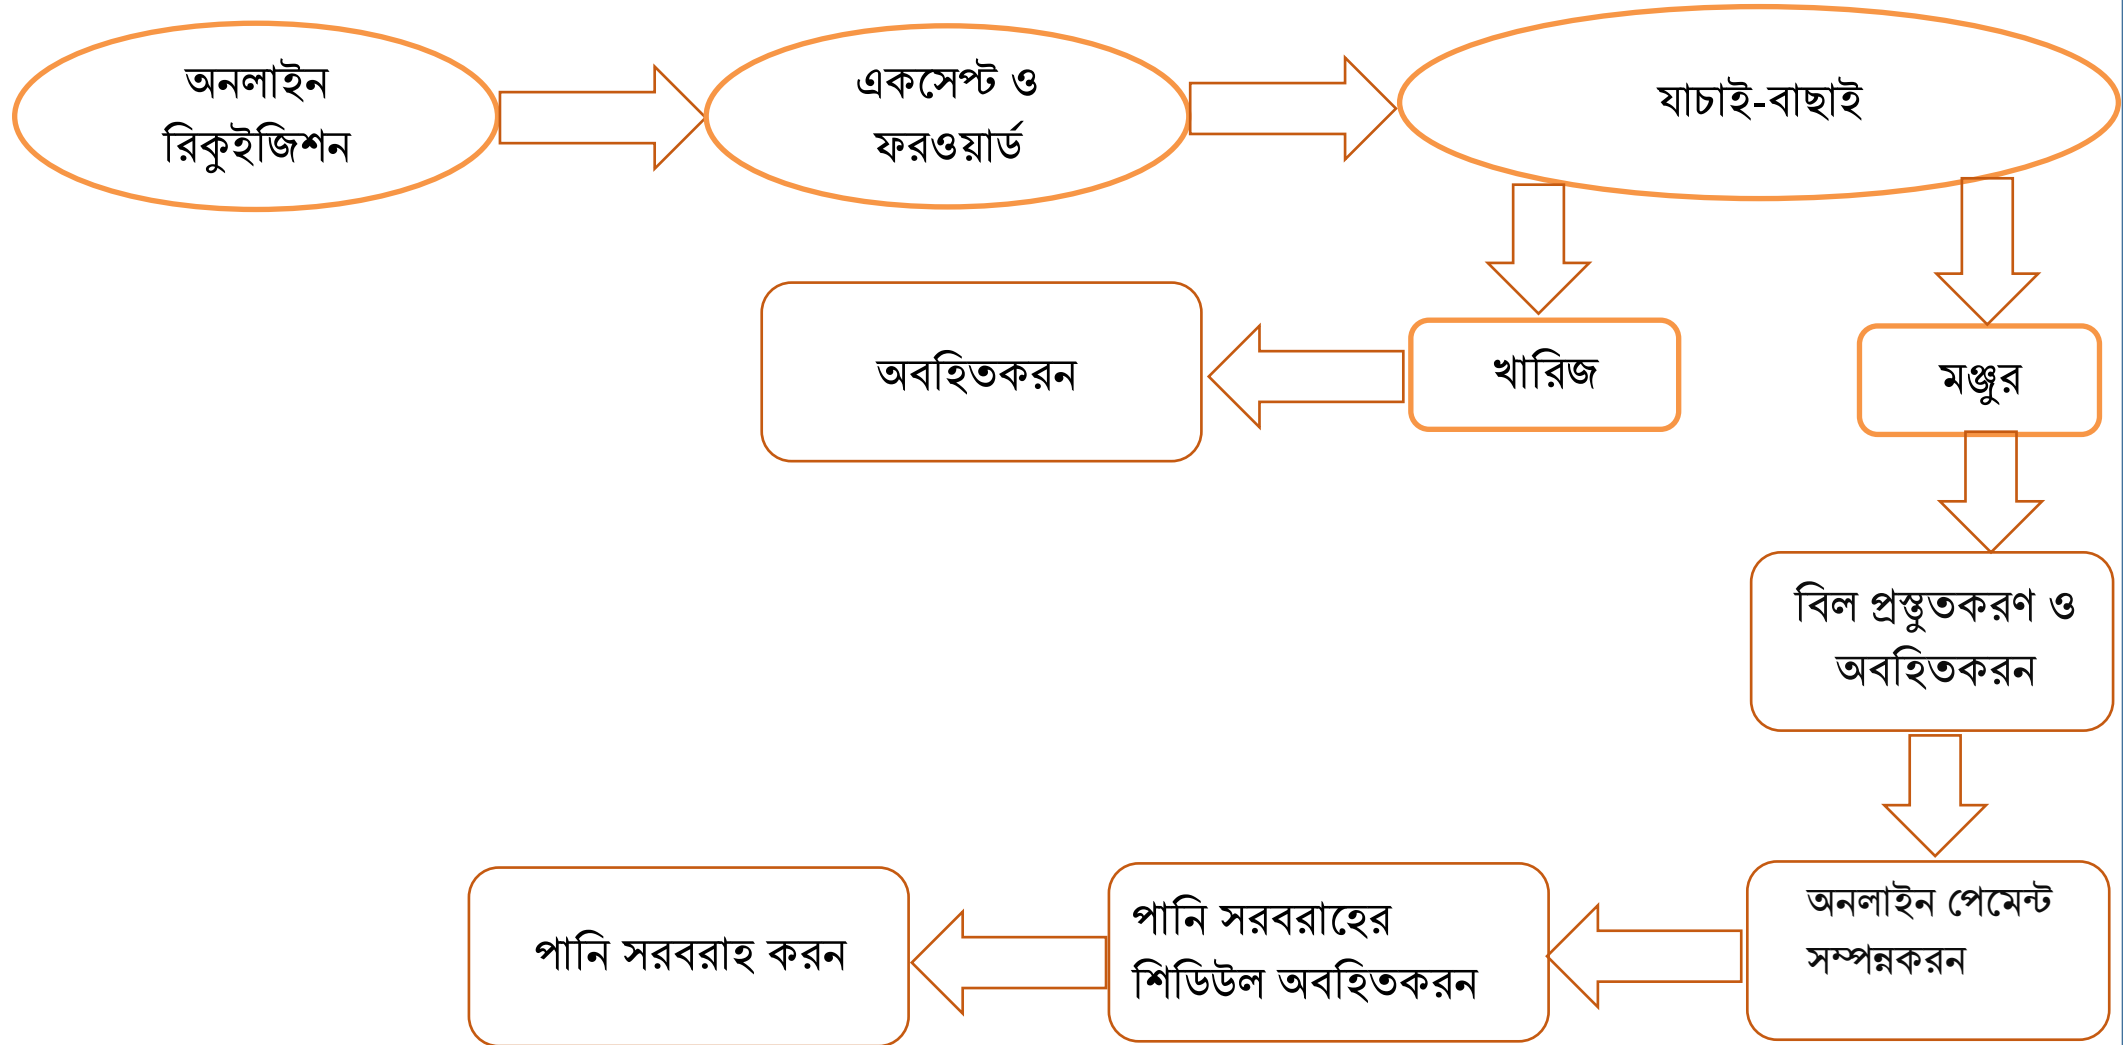 অনলাইন
রিকুইজিশন
একসেপ্ট ও
ফরওয়ার্ড
যাচাই-বাছাই
অবহিতকরন
খারিজ
মঞ্জুর
বিল প্রস্তুতকরণ ও
অবহিতকরন
অনলাইন পেমেন্ট
সম্পন্নকরন
পানি সরবরাহের
শিডিউল অবহিতকরন
পানি সরবরাহ করন